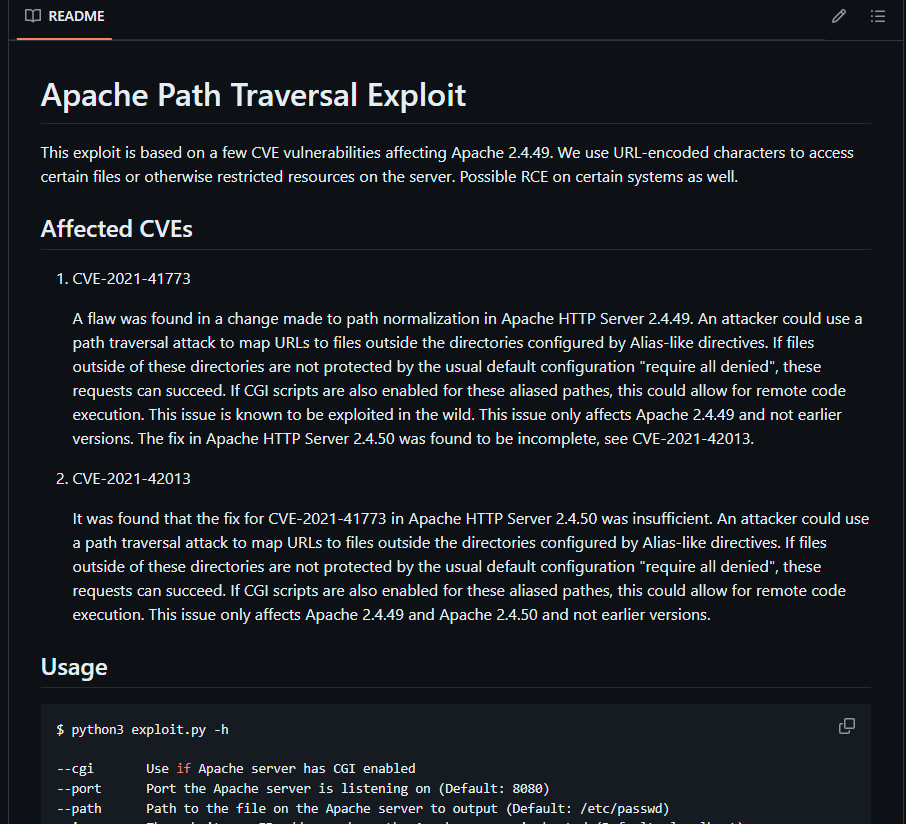 README
Apache Path Traversal Exploit
This exploit is based on a few CVE vulnerabilities affecting Apache 2.4.49. We use URL-encoded characters to access
certain files or otherwise restricted resources on the server. Possible RCE on certain systems as well.
Affected CVEs
1. CVE-2021-41773
A flaw was found in a change made to path normalization in Apache HTTP Server 2.4.49. An attacker could use a
path traversal attack to map URLs to files outside the directories configured by Alias-like directives. If files
outside of these directories are not protected by the usual default configuration "require all denied", these
requests can succeed. If CGI scripts are also enabled for these aliased pathes, this could allow for remote code
execution. This issue is known to be exploited in the wild. This issue only affects Apache 2.4.49 and not earlier
versions. The fix in Apache HTTP Server 2.4.50 was found to be incomplete, see CVE-2021-42013.
2. CVE-2021-42013
It was found that the fix for CVE-2021-41773 in Apache HTTP Server 2.4.50 was insufficient. An attacker could use
a path traversal attack to map URLs to files outside the directories configured by Alias-like directives. If files
outside of these directories are not protected by the usual default configuration "require all denied", these
requests can succeed. If CGI scripts are also enabled for these aliased pathes, this could allow for remote code
execution. This issue only affects Apache 2.4.49 and Apache 2.4.50 and not earlier versions.
Usage
$ python3 exploit.py -h
--cgi Use if Apache server has CGI enabled
--port Port the Apache server is listening on (Default: 8080)
--path Path to the file on the Apache server to output (Default: /etc/passwd)